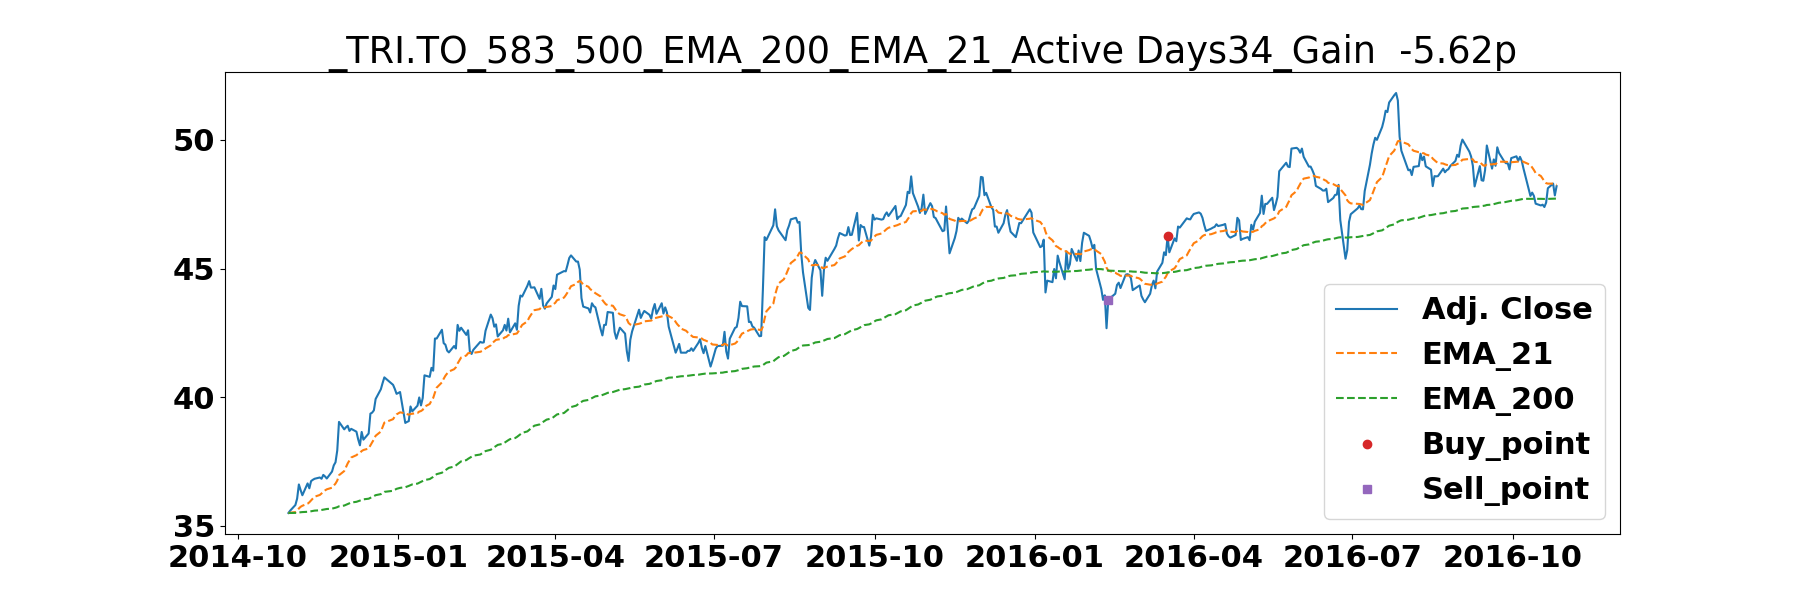 _TRI.TO_583_500_EMA_200_EMA_21_Active Days34_Gain  -5.62p
50
45
40
35
2014-10 2015-01 2015-04 2015-07 2015-10 2016-01 2016-04 2016-07 2016-10
Adj. Close
EMA_21
EMA_200
Buy_point
Sell_point